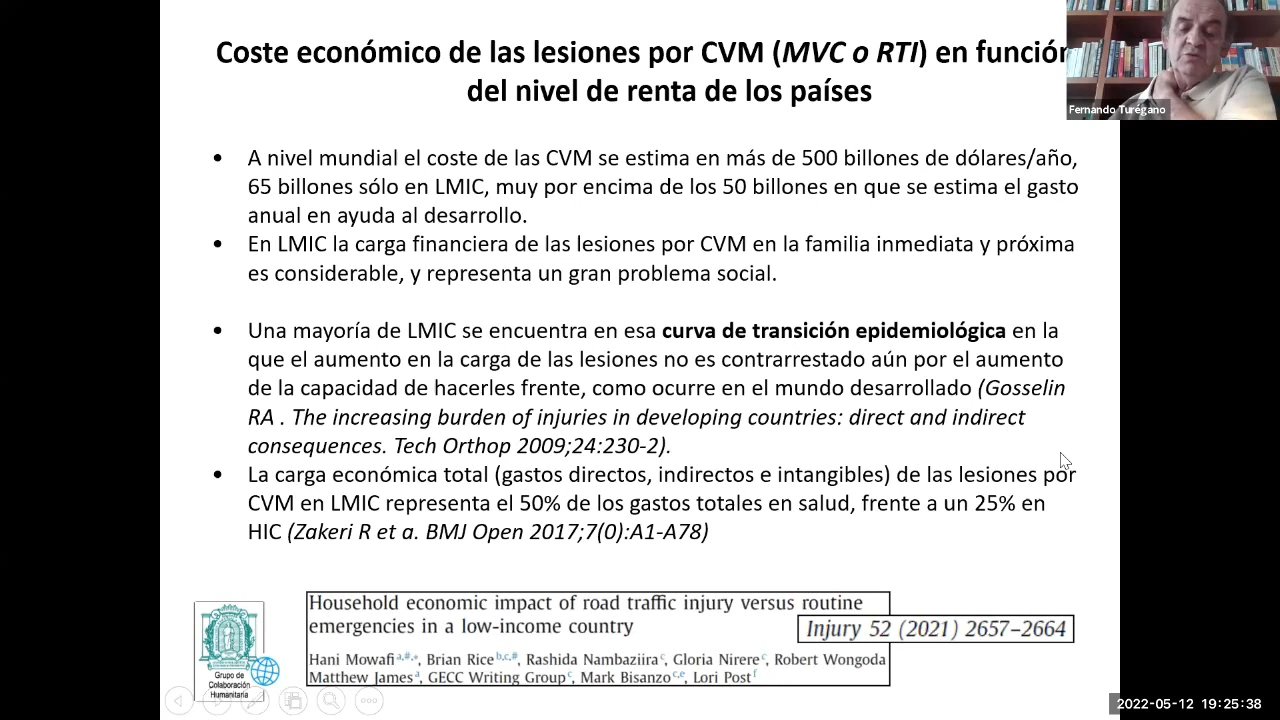 Coste económico de las lesiones por CVM (MVC o RTI) en función
del nivel de renta de los países
Fernando Turégano
• A nivel mundial el coste de las CVM se estima en más de 500 billones de dólares/año,
65 billones sólo en LMIC, muy por encima de los 50 billones en que se estima el gasto
anual en ayuda al desarrollo.
• En LMIC la carga financiera de las lesiones por CVM en la familia inmediata y próxima
es considerable, y representa un gran problema social.
• Una mayoría de LMIC se encuentra en esa curva de transición epidemiológica en la
que el aumento en la carga de las lesiones no es contrarrestado aún por el aumento
de la capacidad de hacerles frente, como ocurre en el mundo desarrollado (Gosselin
RA . The increasing burden of injuries in developing countries: direct and indirect
consequences. Tech Orthop 2009;24:230-2).
• La carga económica total (gastos directos, indirectos e intangibles) de las lesiones por
CVM en LMIC representa el 50% de los gastos totales en salud, frente a un 25% en
HIC (Zakeri R et a. BMJ Open 2017;7(0):A1-A78)
Household economic impact of road traffic injury versus routine
emergencies in a low-income country
Injury 52 (2021) 2657–2664
Hani Mowafi a,#,*, Brian Rice b,c,#, Rashida Nambaziira c, Gloria Nirere c, Robert Wongoda
Matthew James a, GECC Writing Group c, Mark Bisanzo c,e, Lori Post f
Grupo de
Colaboración
Humanitaria
2022-05-12 19:25:38